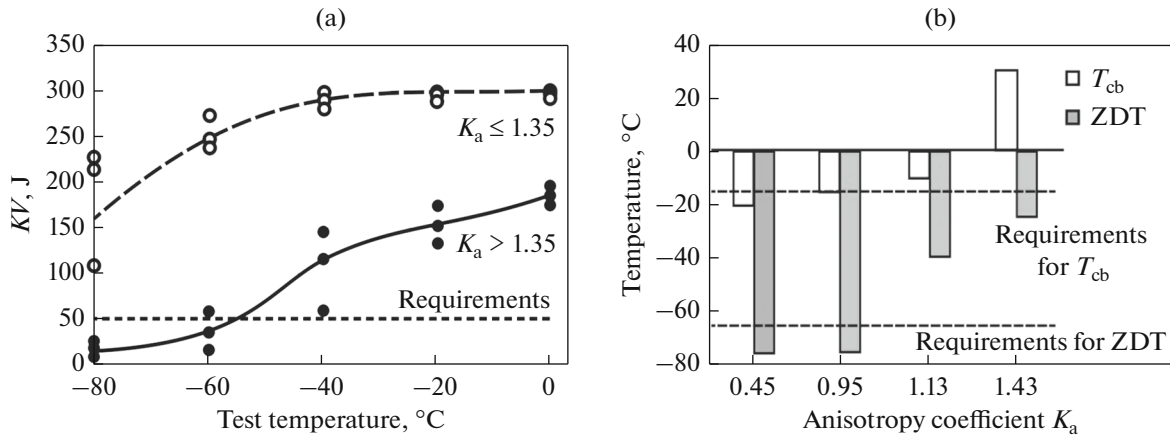 (a)
KV, J
350
300
250
200
150
100
50
0
Kₐ ≤ 1.35
Kₐ > 1.35
Requirements
−80
−60
−40
−20
0
Test temperature, °C
(b)
Temperature, °C
40
20
0
−20
−40
−60
−80
T_cb
ZDT
Requirements
for T_cb
Requirements for ZDT
0.45
0.95
1.13
1.43
Anisotropy coefficient Kₐ